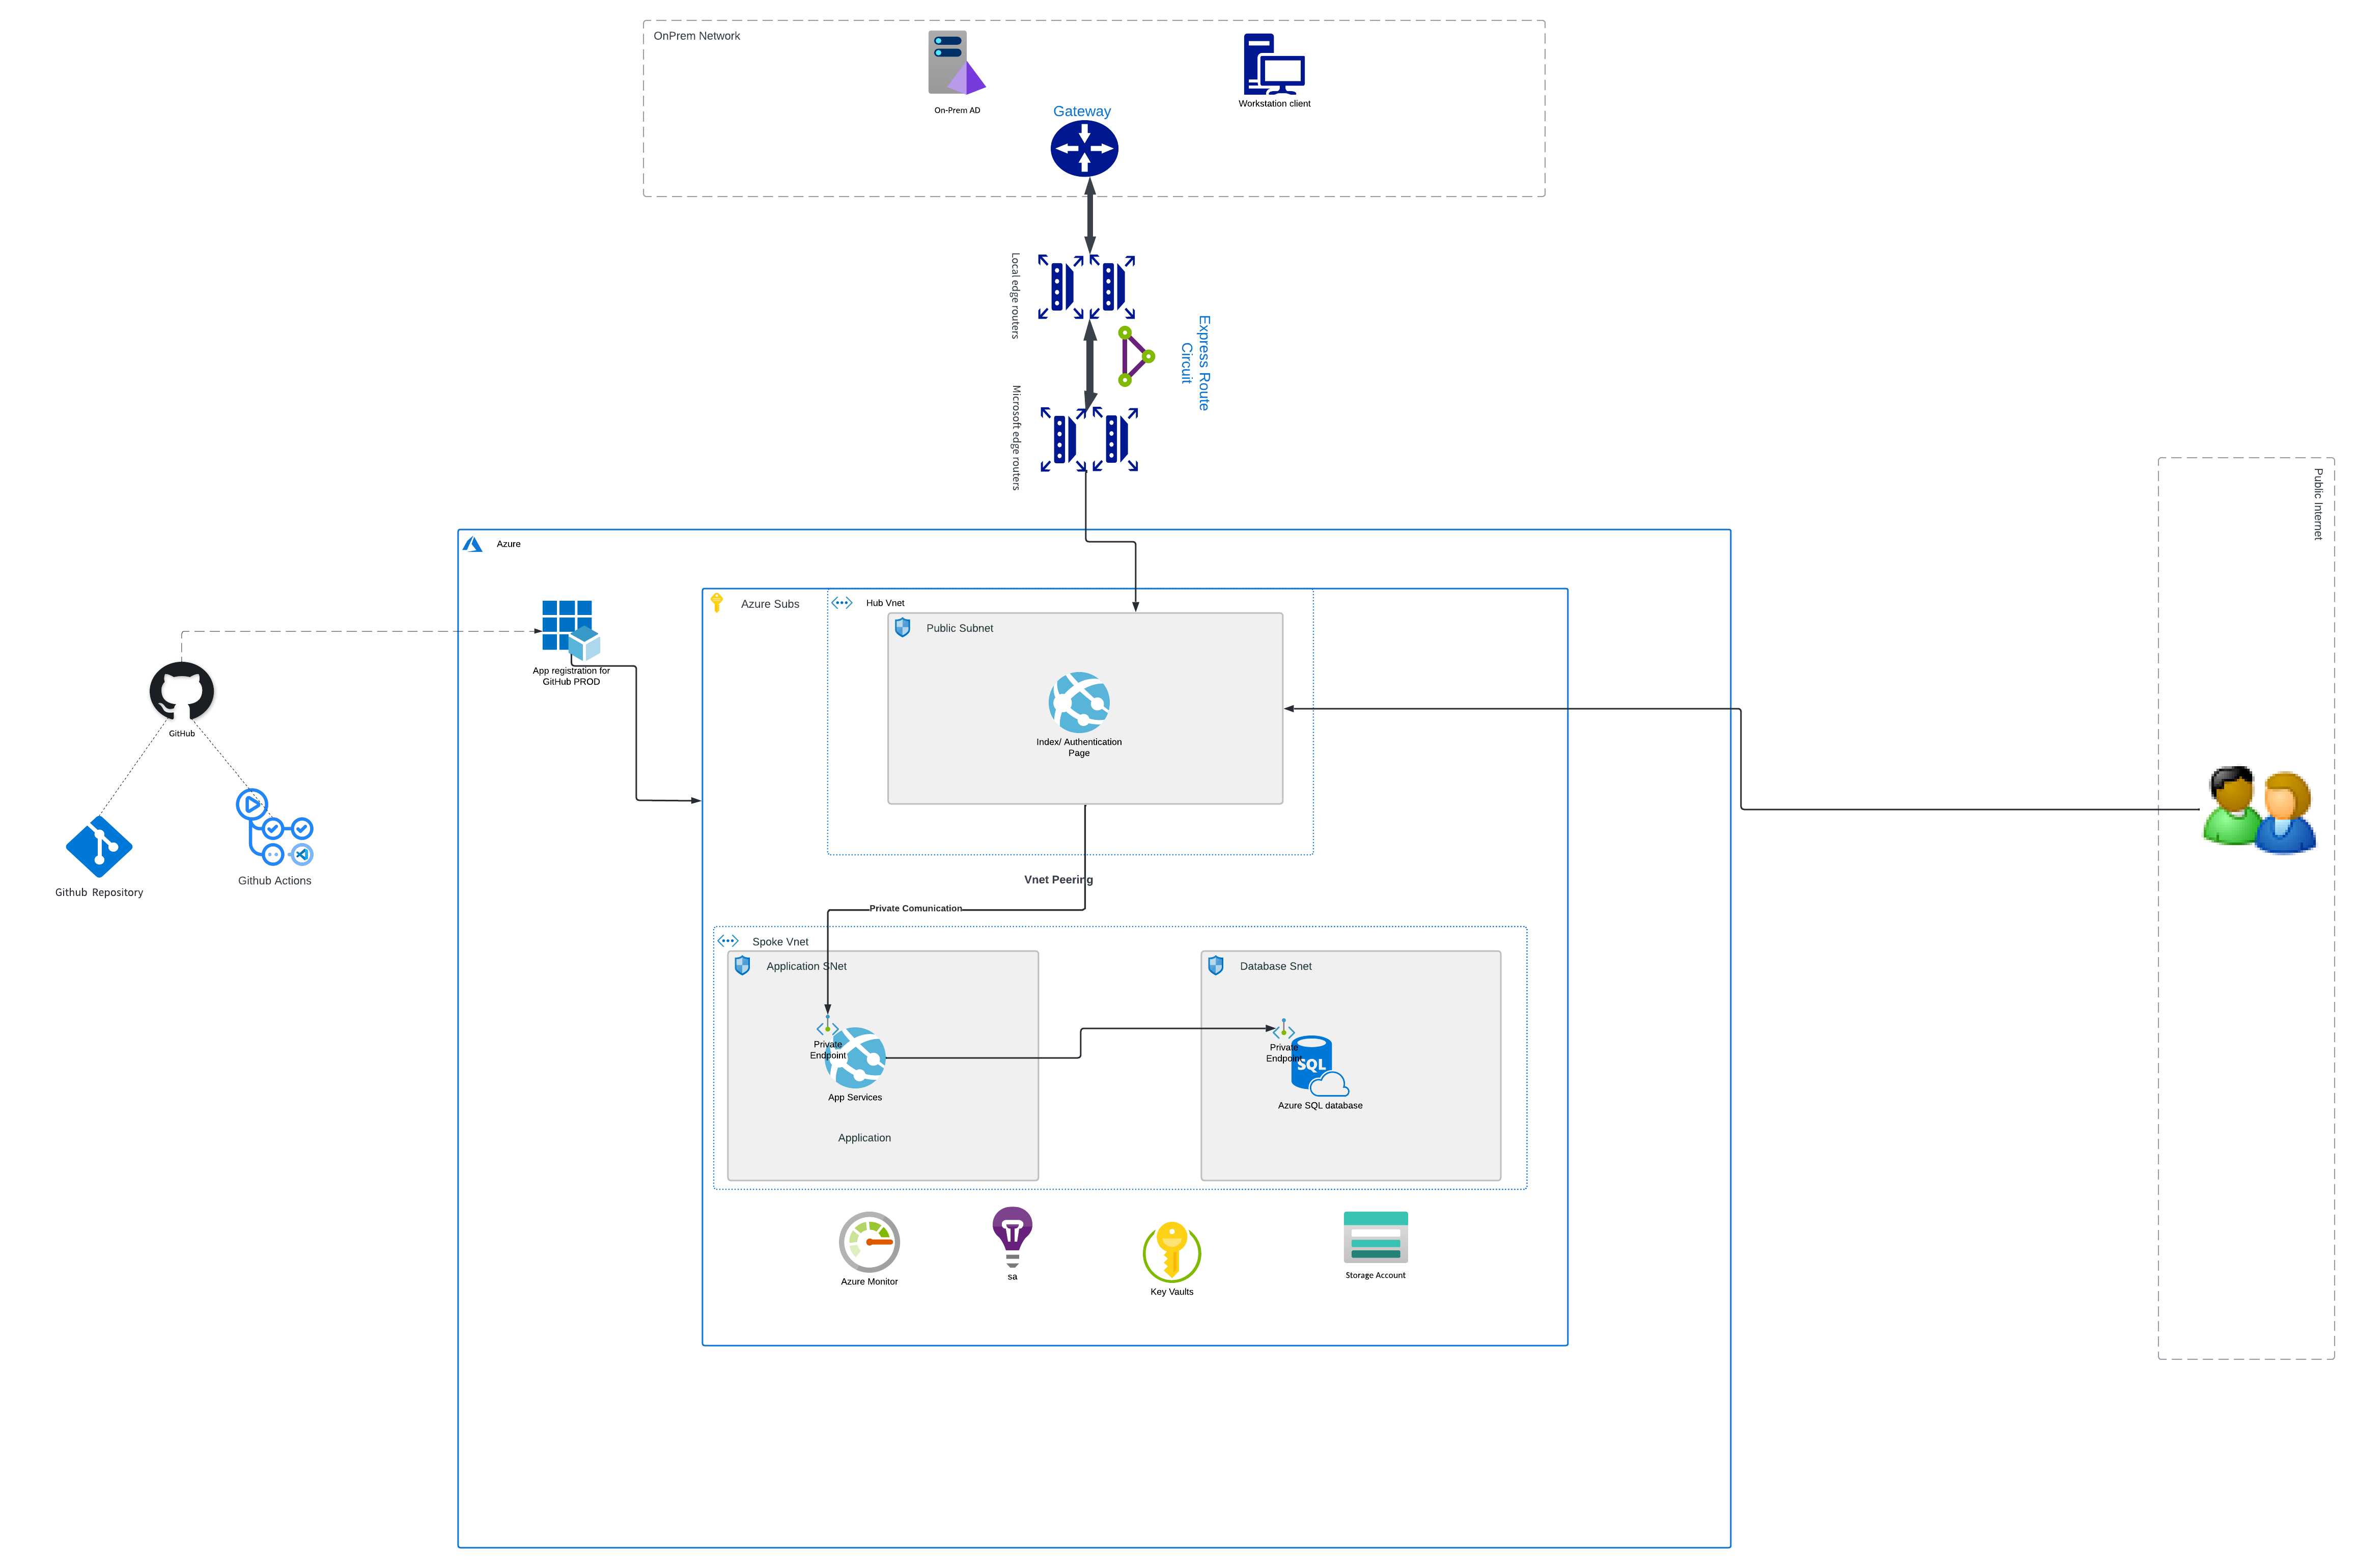 OnPrem Network
On-Prem AD
Workstation client
Gateway
Local edge routers
Express Route
Circuit
Microsoft edge routers
Public Internet
Azure
Azure Subs
Hub Vnet
Public Subnet
App registration for
GitHub PROD
GitHub
Index/ Authentication
Page
Github Repository
Github Actions
Vnet Peering
Private Comunication
Spoke Vnet
Application SNet
Database Snet
Private
Endpoint
App Services
Application
Private
Endpoint
SQL
Azure SQL database
Azure Monitor
sa
Key Vaults
Storage Account